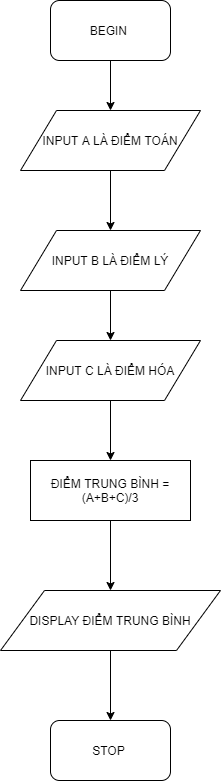 BEGIN
INPUT A LÀ ĐIỂM TOÁN
INPUT B LÀ ĐIỂM LÝ
INPUT C LÀ ĐIỂM HÓA
ĐIỂM TRUNG BÌNH =
(A+B+C)/3
DISPLAY ĐIỂM TRUNG BÌNH
STOP